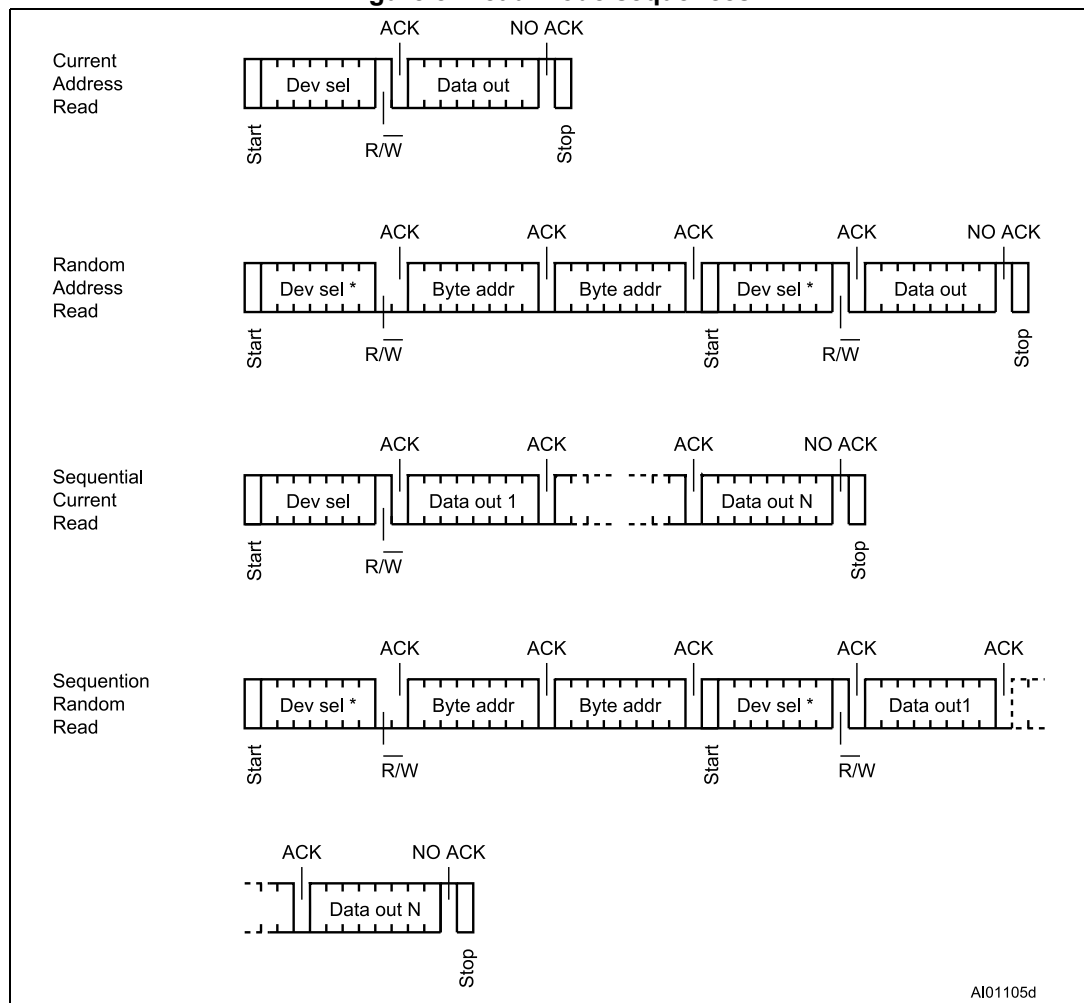 ACK NO ACK
Current
Address
Read
Dev sel Data out
Start R/W Stop
ACK ACK ACK ACK NO ACK
Random
Address
Read
Dev sel * Byte addr Byte addr Dev sel * Data out
Start R/W Start R/W Stop
ACK ACK ACK NO ACK
Sequential
Current
Read
Dev sel Data out 1 Data out N
Start R/W Stop
ACK ACK ACK ACK ACK
Sequention
Random
Read
Dev sel * Byte addr Byte addr Dev sel * Data out1
Start R/W Start R/W
ACK NO ACK
Data out N
Stop
AI01105d